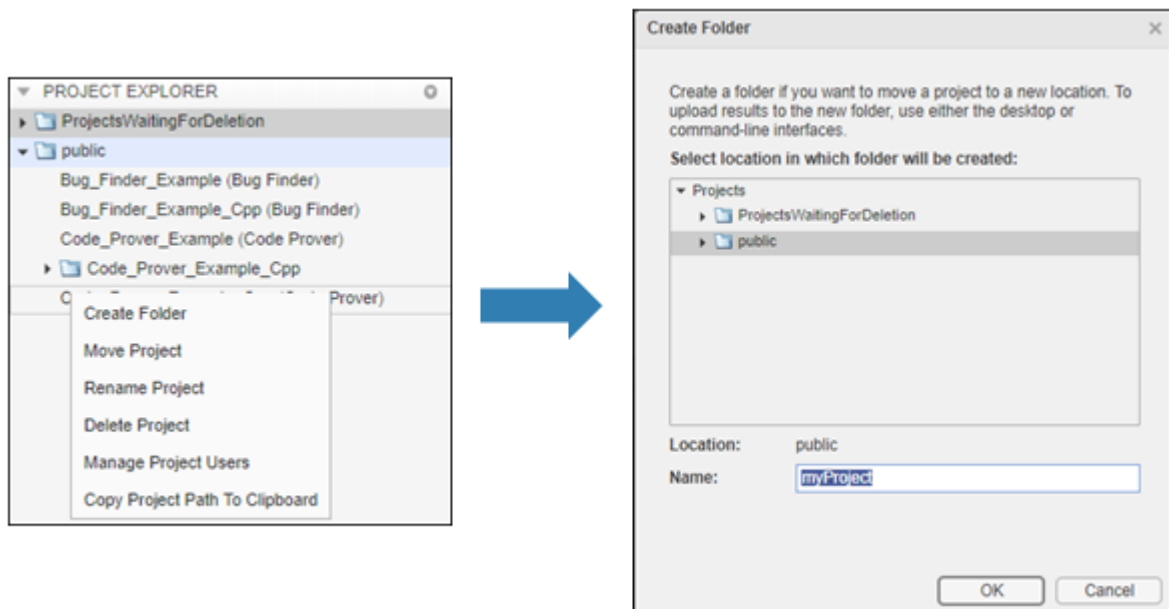 PROJECT EXPLORER
ProjectsWaitingForDeletion
public
Bug_Finder_Example (Bug Finder)
Bug_Finder_Example_Cpp (Bug Finder)
Code_Prover_Example (Code Prover)
Code_Prover_Example_Cpp
Prover)
Create Folder
Move Project
Rename Project
Delete Project
Manage Project Users
Copy Project Path To Clipboard
Create Folder
Create a folder if you want to move a project to a new location. To
upload results to the new folder, use either the desktop or
command-line interfaces.
Select location in which folder will be created:
Projects
ProjectsWaitingForDeletion
public
Location: public
Name: myProject
OK Cancel